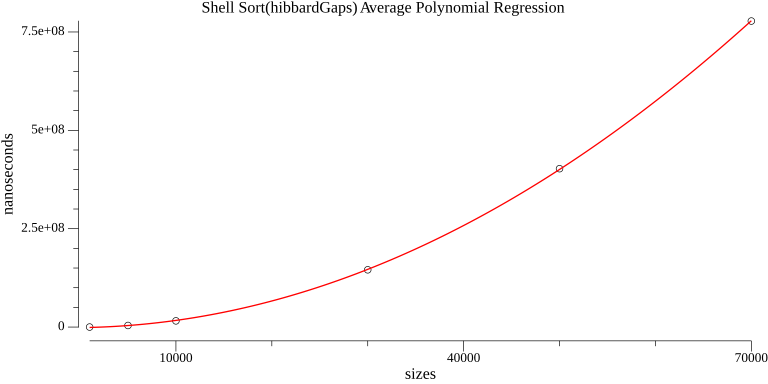 Shell Sort(hibbardGaps) Average Polynomial Regression
7.5e+08
5e+08
2.5e+08
0
nanoseconds
10000
40000
70000
sizes